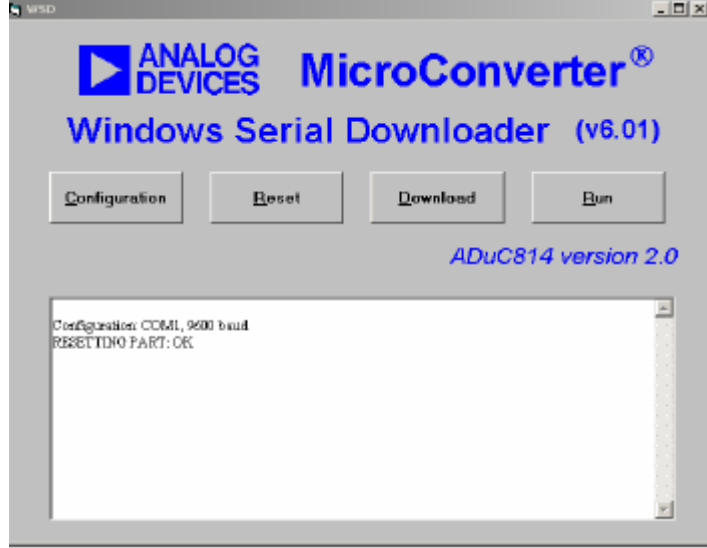 WSD
ANALOG
DEVICES
MicroConverter®
Windows Serial Downloader (v6.01)
Configuration Reset Download Run
ADuC814 version 2.0
Configuration: COM1, 9600 baud
RESETTING PART: OK